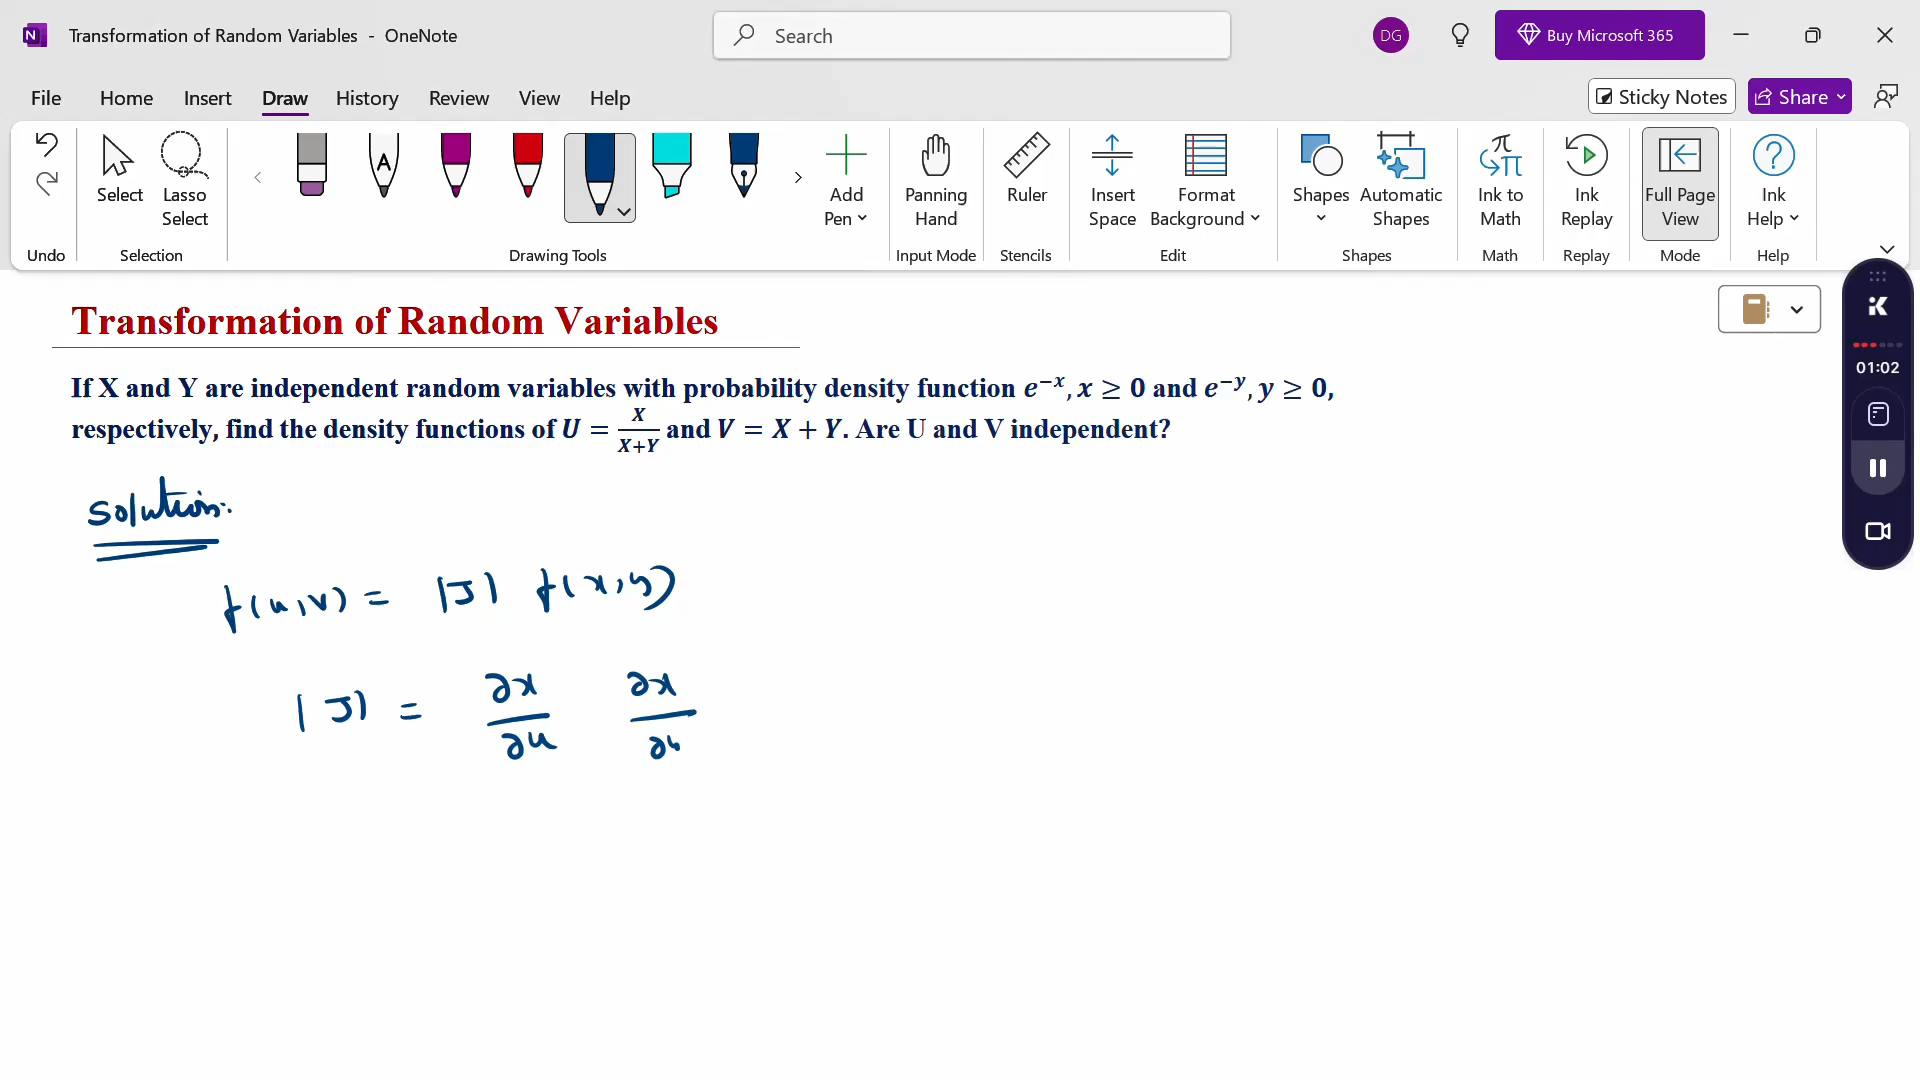 Transformation of Random Variables - OneNote
Search
DG
Buy Microsoft 365
File Home Insert Draw History Review View Help
Sticky Notes Share
Select Lasso Select A Add Pen Panning Hand Ruler Insert Space Format Background Shapes Automatic Shapes Ink to Math Ink Replay Full Page View Ink Help
Undo Selection Drawing Tools Input Mode Stencils Edit Shapes Math Replay Mode Help
Transformation of Random Variables
01:02
If X and Y are independent random variables with probability density function e^{-x}, x ≥ 0 and e^{-y}, y ≥ 0,
respectively, find the density functions of U = X/(X+Y) and V = X + Y. Are U and V independent?
Solution:
f(u,v) = |J| f(x,y)
|J| = ∂x/∂u ∂x/∂v